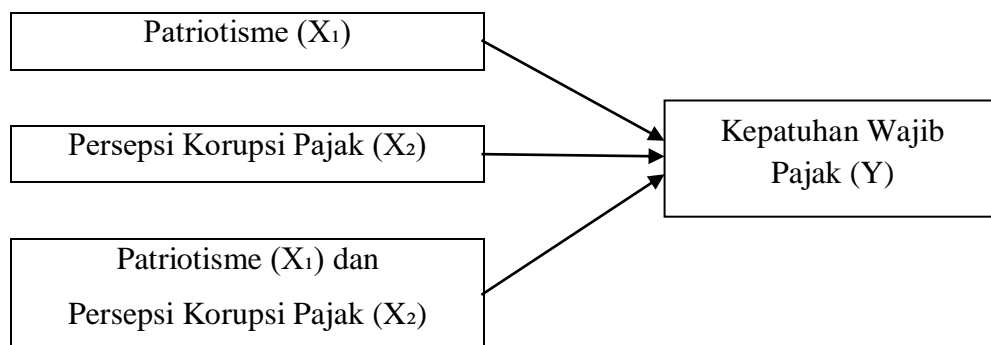 Patriotisme (X₁)
Persepsi Korupsi Pajak (X₂)
Patriotisme (X₁) dan
Persepsi Korupsi Pajak (X₂)
Kepatuhan Wajib
Pajak (Y)